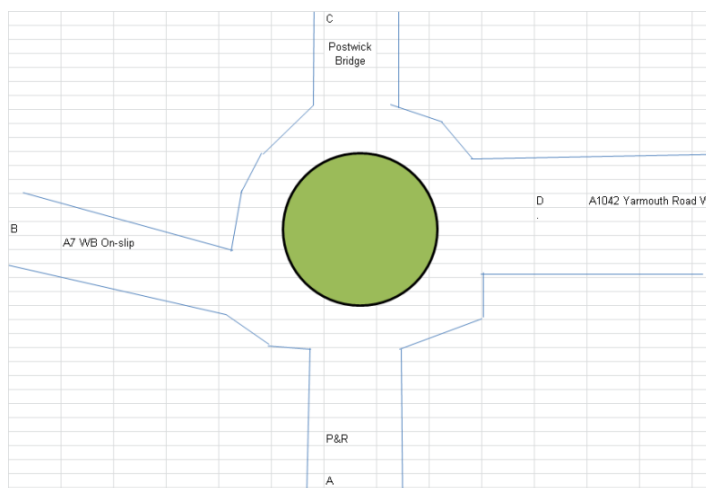 C
Postwick
Bridge
D
A1042 Yarmouth Road W
.
B
A7 WB On-slip
P&R
A